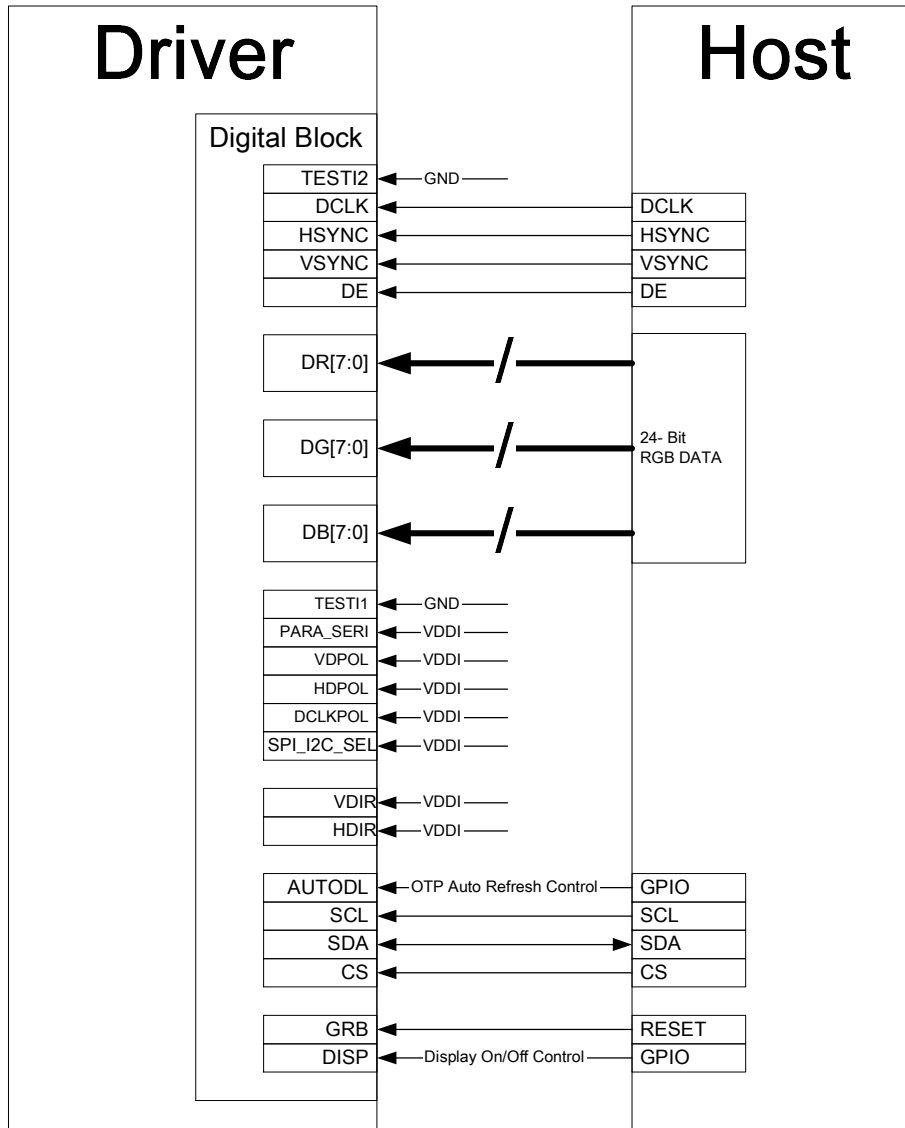 Driver Host
Digital Block
TESTI2 GND
DCLK DCLK
HSYNC HSYNC
VSYNC VSYNC
DE DE
DR[7:0]
DG[7:0] 24- Bit
RGB DATA
DB[7:0]
TESTI1 GND
PARA_SERI VDDI
VDPOL VDDI
HDPOL VDDI
DCLKPOL VDDI
SPI_I2C_SEL VDDI
VDIR VDDI
HDIR VDDI
AUTODL OTP Auto Refresh Control GPIO
SCL SCL
SDA SDA
CS CS
GRB RESET
DISP Display On/Off Control GPIO